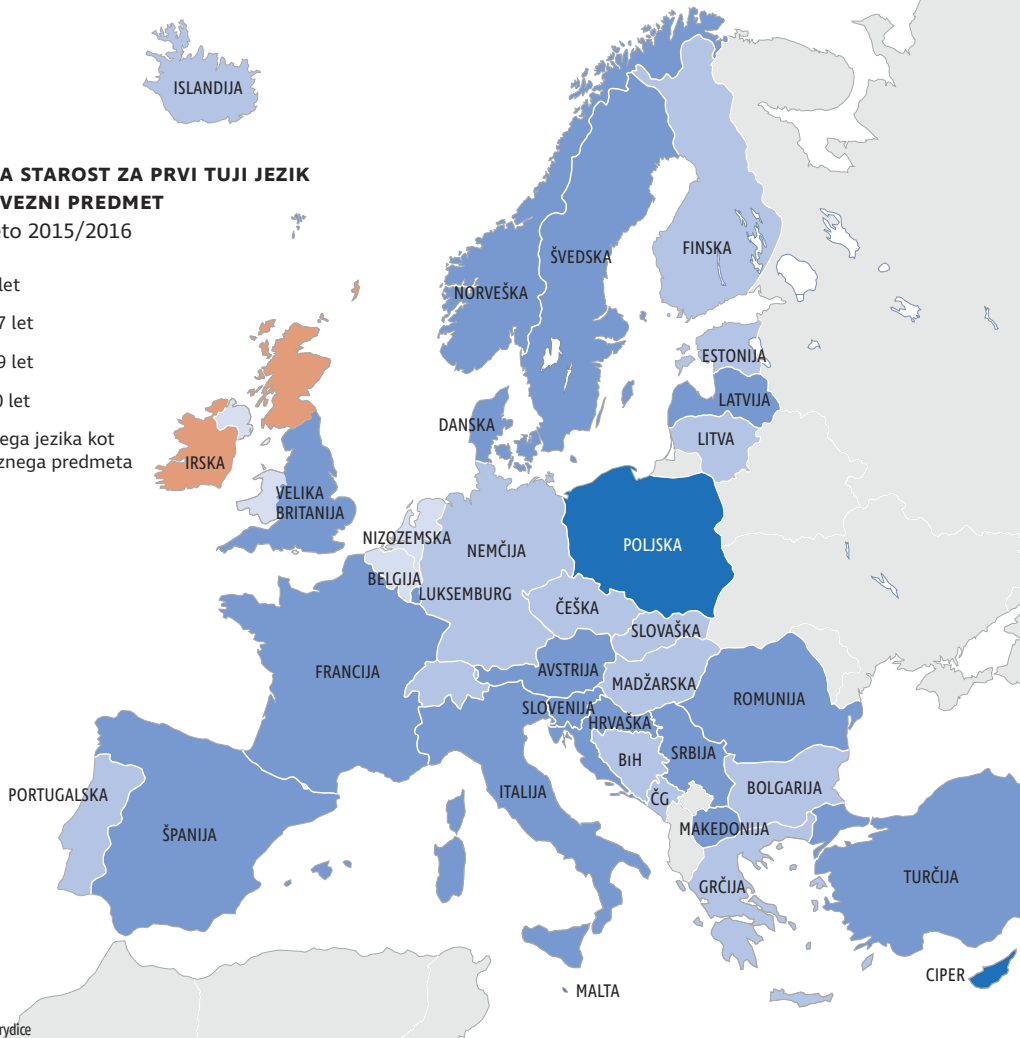 ISLANDIJA
A STAROST ZA PRVI TUJI JEZIK
VEZNI PREDMET
eto 2015/2016
let
7 let
9 let
0 let
ega jezika kot
znega predmeta
FINSKA
ŠVEDSKA
NORVEŠKA
ESTONIJA
LATVIJA
DANSKA
LITVA
IRSKA
VELIKA
BRITANIJA
NIZOZEMSKA
NEMČIJA
POLJSKA
BELGIJA
LUKSEMBURG
ČEŠKA
SLOVAŠKA
FRANCIJA
AVSTRIJA
MADŽARSKA
ROMUNIJA
SLOVENIJA
HRVAŠKA
SRBIJA
BIH
BOLGARIJA
PORTUGALSKA
ITALIJA
ČG
MAKEDONIJA
ŠPANIJA
TURČIJA
GRČIJA
CIPER
MALTA
rydice